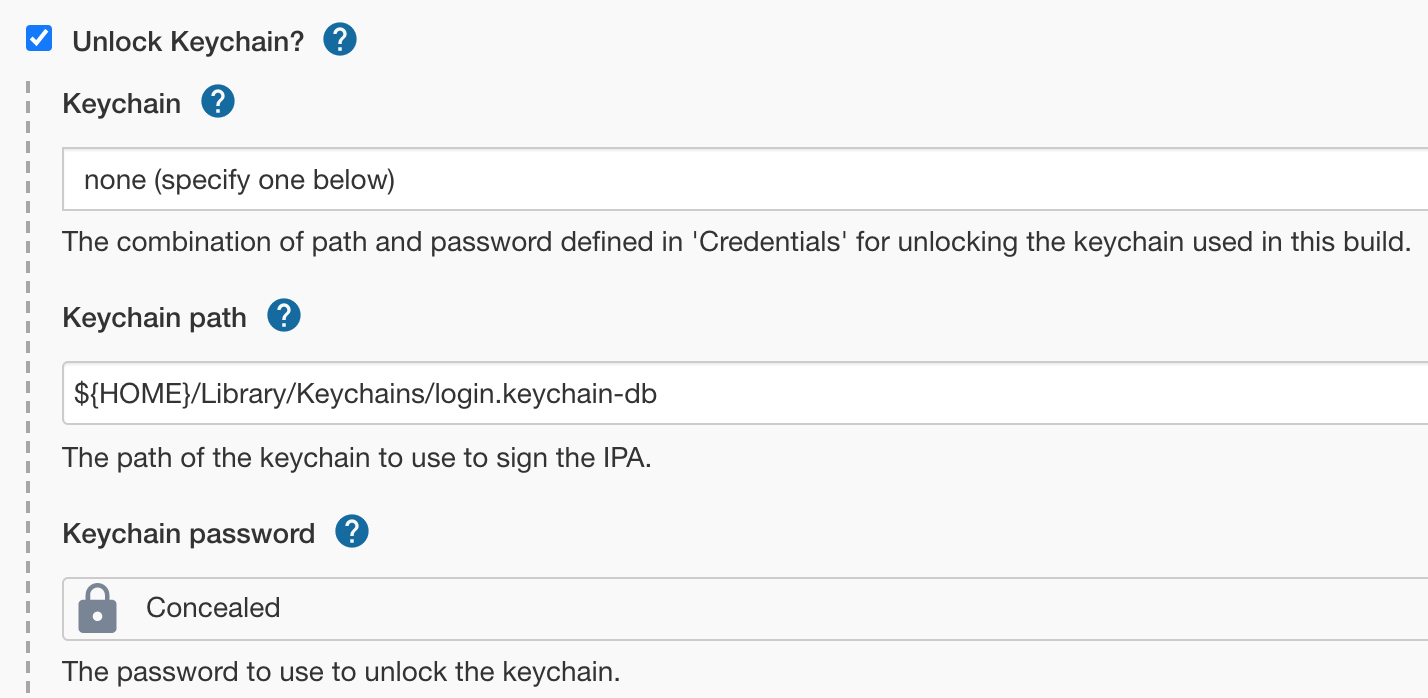 Unlock Keychain? ?
Keychain ?
none (specify one below)
The combination of path and password defined in 'Credentials' for unlocking the keychain used in this build.
Keychain path ?
${HOME}/Library/Keychains/login.keychain-db
The path of the keychain to use to sign the IPA.
Keychain password ?
Concealed
The password to use to unlock the keychain.